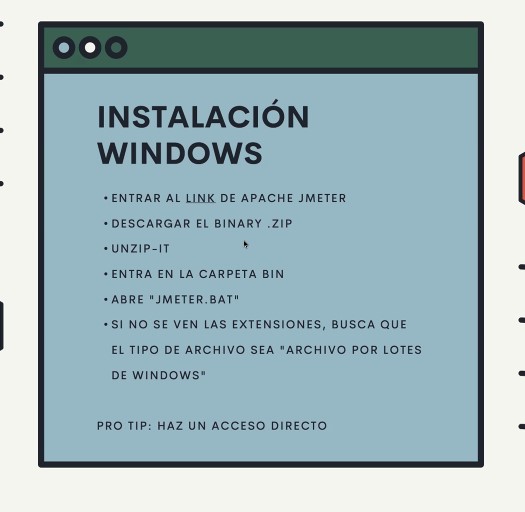 INSTALACIÓN
WINDOWS
• ENTRAR AL LINK DE APACHE JMETER
• DESCARGAR EL BINARY .ZIP
• UNZIP-IT
• ENTRA EN LA CARPETA BIN
• ABRE "JMETER.BAT"
• SI NO SE VEN LAS EXTENSIONES, BUSCA QUE
EL TIPO DE ARCHIVO SEA "ARCHIVO POR LOTES
DE WINDOWS"
PRO TIP: HAZ UN ACCESO DIRECTO